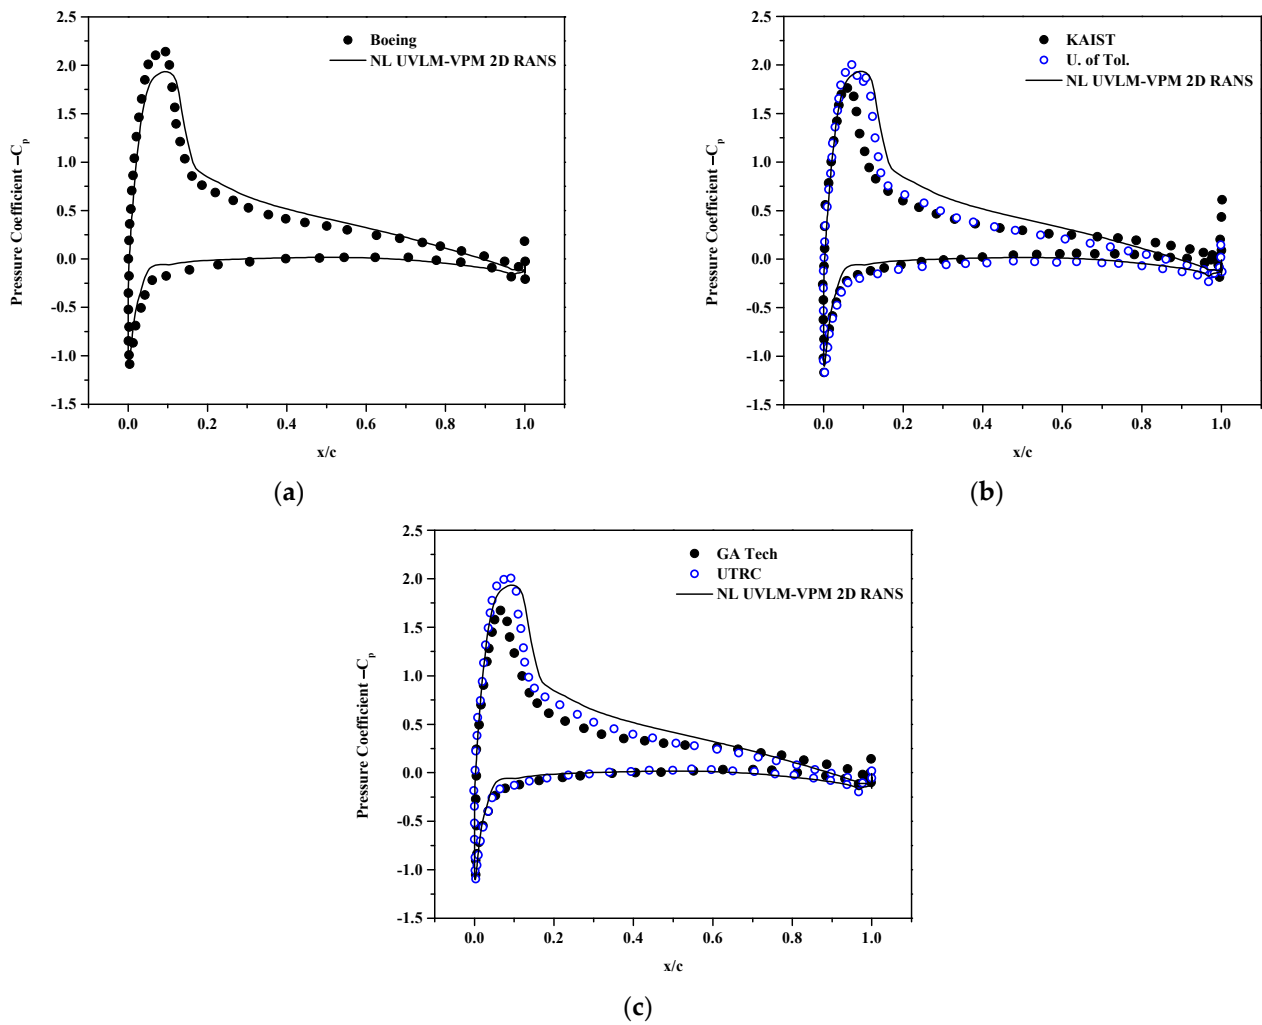 2.5
2.0
1.5
1.0
0.5
0.0
-0.5
-1.0
-1.5
Pressure Coefficient −Cp
Boeing
NL UVLM-VPM 2D RANS
0.0 0.2 0.4 0.6 0.8 1.0
x/c
(a)
2.5
2.0
1.5
1.0
0.5
0.0
-0.5
-1.0
-1.5
Pressure Coefficient −Cp
KAIST
U. of Tol.
NL UVLM-VPM 2D RANS
0.0 0.2 0.4 0.6 0.8 1.0
x/c
(b)
2.5
2.0
1.5
1.0
0.5
0.0
-0.5
-1.0
-1.5
Pressure Coefficient −Cp
GA Tech
UTRC
NL UVLM-VPM 2D RANS
0.0 0.2 0.4 0.6 0.8 1.0
x/c
(c)